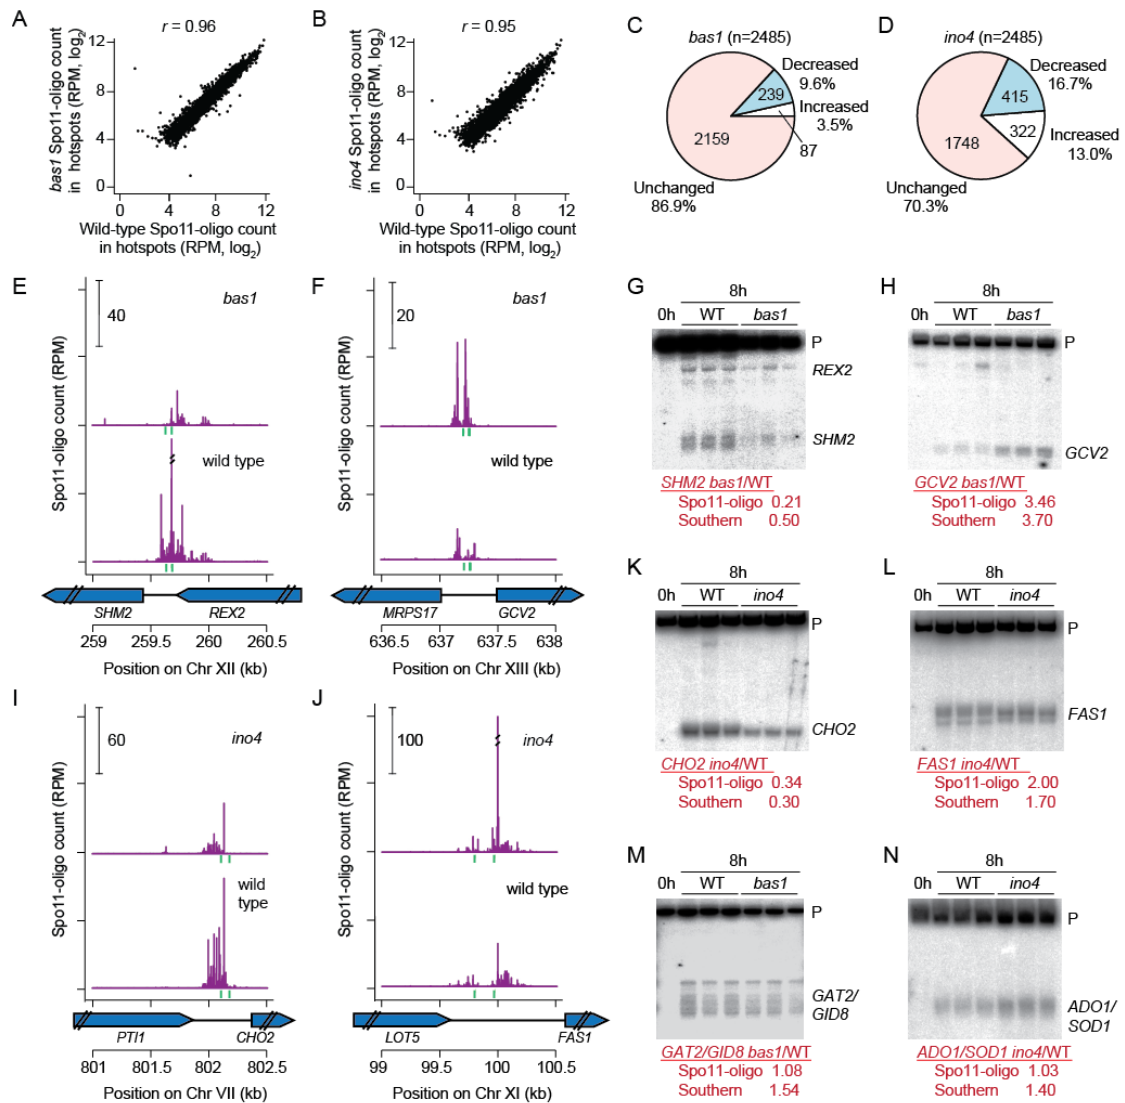 A
r = 0.96
bas1 Spo11-oligo count
in hotspots (RPM, log2)
12
8
4
0
0
4
8
12
Wild-type Spo11-oligo count
in hotspots (RPM, log2)
B
r = 0.95
ino4 Spo11-oligo count
in hotspots (RPM, log2)
12
8
4
0
0
4
8
12
Wild-type Spo11-oligo count
in hotspots (RPM, log2)
C
bas1 (n=2485)
Decreased
9.6%
239
Increased
3.5%
87
2159
Unchanged
86.9%
D
ino4 (n=2485)
Decreased
16.7%
415
322
Increased
13.0%
1748
Unchanged
70.3%
E
Spo11-oligo count (RPM)
40
bas1
wild type
SHM2
REX2
259
259.5
260
260.5
Position on Chr XII (kb)
F
Spo11-oligo count (RPM)
20
bas1
wild type
MRPS17
GCV2
636.5
637
637.5
638
Position on Chr XIII (kb)
G
8h
0h
WT
bas1
P
REX2
SHM2
SHM2 bas1/WT
Spo11-oligo 0.21
Southern 0.50
H
8h
0h
WT
bas1
P
GCV2
GCV2 bas1/WT
Spo11-oligo 3.46
Southern 3.70
I
Spo11-oligo count (RPM)
60
ino4
wild
type
PTI1
CHO2
801
801.5
802
802.5
Position on Chr VII (kb)
J
Spo11-oligo count (RPM)
100
ino4
wild type
LOT5
FAS1
99
99.5
100
100.5
Position on Chr XI (kb)
K
8h
0h
WT
ino4
P
CHO2
CHO2 ino4/WT
Spo11-oligo 0.34
Southern 0.30
L
8h
0h
WT
ino4
P
FAS1
FAS1 ino4/WT
Spo11-oligo 2.00
Southern 1.70
M
8h
0h
WT
bas1
P
GAT2/
GID8
GAT2/GID8 bas1/WT
Spo11-oligo 1.08
Southern 1.54
N
8h
0h
WT
ino4
P
ADO1/
SOD1
ADO1/SOD1 ino4/WT
Spo11-oligo 1.03
Southern 1.40